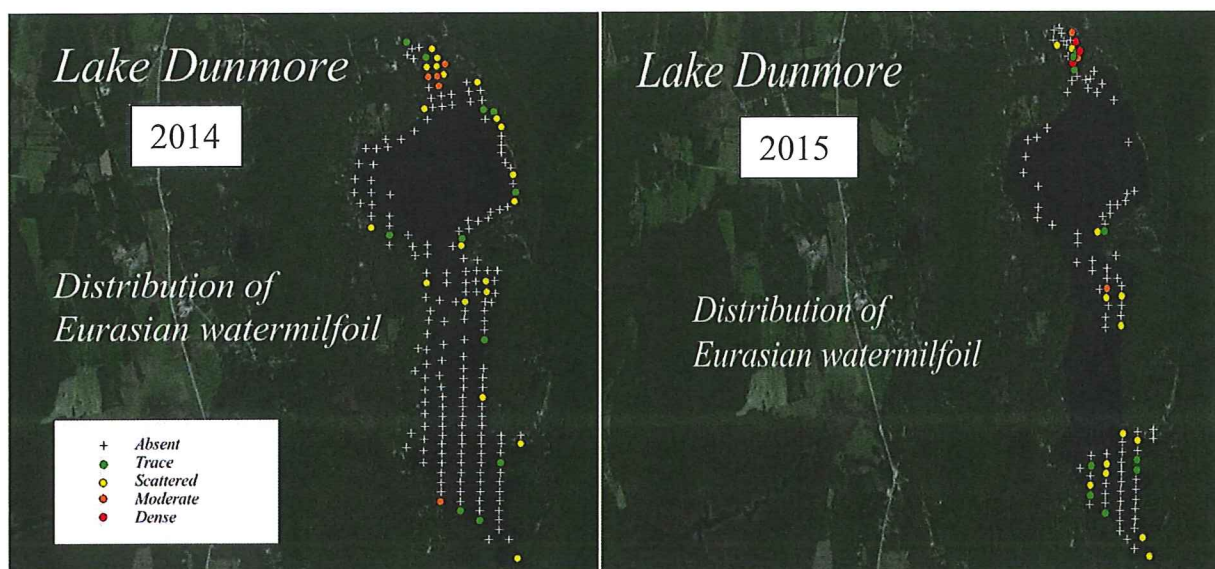 Lake Dunmore
2014
Distribution of
Eurasian watermilfoil
Absent
Trace
Scattered
Moderate
Dense
Lake Dunmore
2015
Distribution of
Eurasian watermilfoil